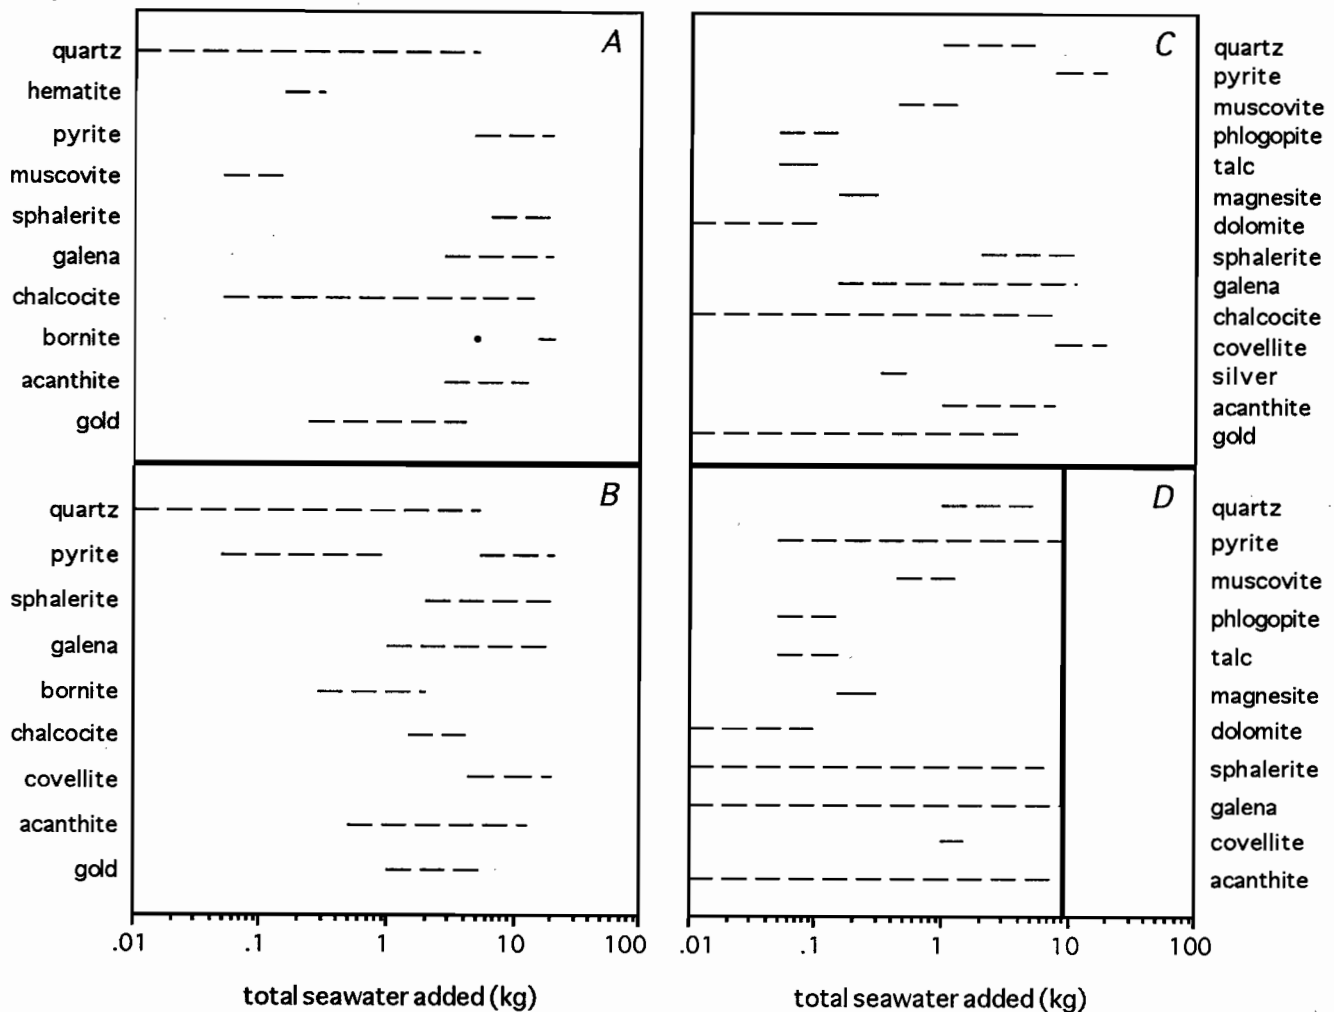 A
quartz
hematite
pyrite
muscovite
sphalerite
galena
chalcocite
bornite
acanthite
gold
C
quartz
pyrite
muscovite
phlogopite
talc
magnesite
dolomite
sphalerite
galena
chalcocite
covellite
silver
acanthite
gold
B
quartz
pyrite
sphalerite
galena
bornite
chalcocite
covellite
acanthite
gold
.01 .1 1 10 100
total seawater added (kg)
D
quartz
pyrite
muscovite
phlogopite
talc
magnesite
dolomite
sphalerite
galena
covellite
acanthite
.01 .1 1 10 100
total seawater added (kg)